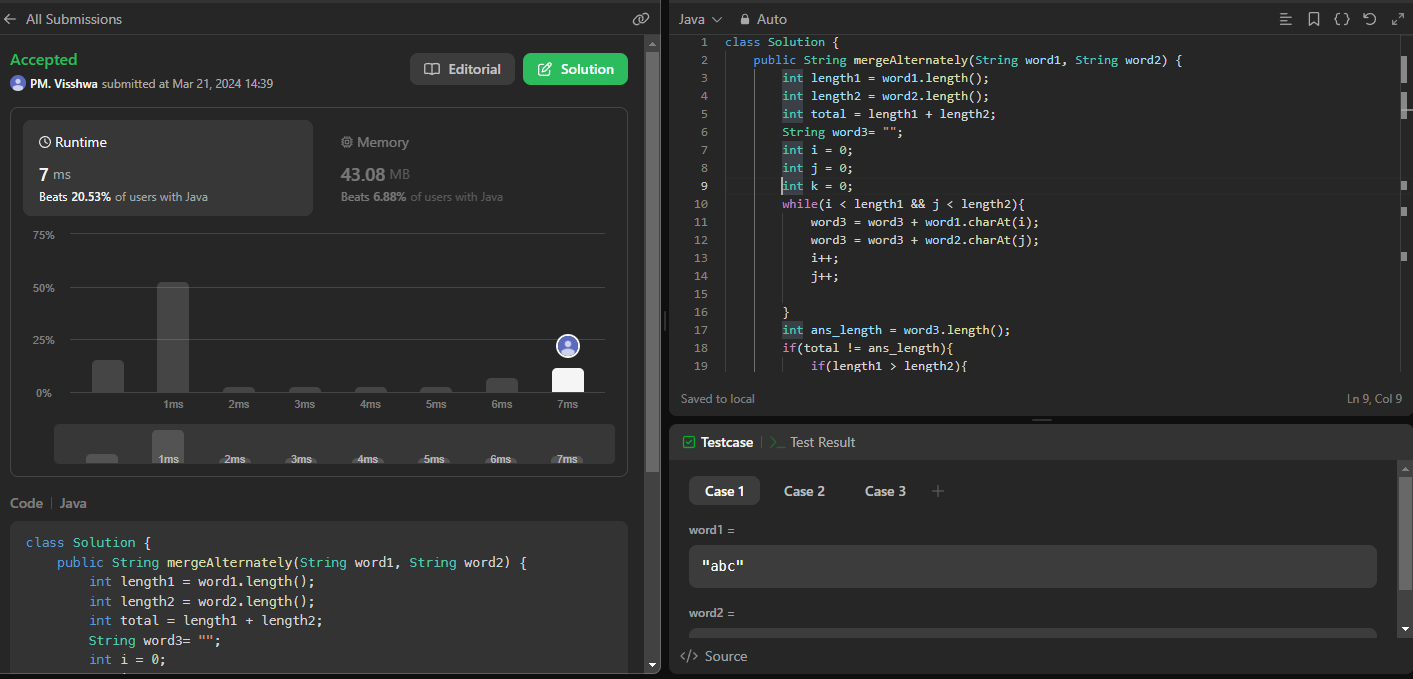 All Submissions
Accepted
PM. Visshwa submitted at Mar 21, 2024 14:39
Editorial
Solution
Runtime
7 ms
Beats 20.53% of users with Java
Memory
43.08 MB
Beats 6.88% of users with Java
75%
50%
25%
0%
1ms 2ms 3ms 4ms 5ms 6ms 7ms
1ms 2ms 3ms 4ms 5ms 6ms 7ms
Code | Java
class Solution {
    public String mergeAlternately(String word1, String word2) {
        int length1 = word1.length();
        int length2 = word2.length();
        int total = length1 + length2;
        String word3= "";
        int i = 0;
Java Auto
1 class Solution {
2     public String mergeAlternately(String word1, String word2) {
3         int length1 = word1.length();
4         int length2 = word2.length();
5         int total = length1 + length2;
6         String word3= "";
7         int i = 0;
8         int j = 0;
9         int k = 0;
10         while(i < length1 && j < length2){
11             word3 = word3 + word1.charAt(i);
12             word3 = word3 + word2.charAt(j);
13             i++;
14             j++;
15
16         }
17         int ans_length = word3.length();
18         if(total != ans_length){
19             if(length1 > length2){
Saved to local
Ln 9, Col 9
Testcase | >_ Test Result
Case 1 Case 2 Case 3 +
word1 =
"abc"
word2 =
</> Source